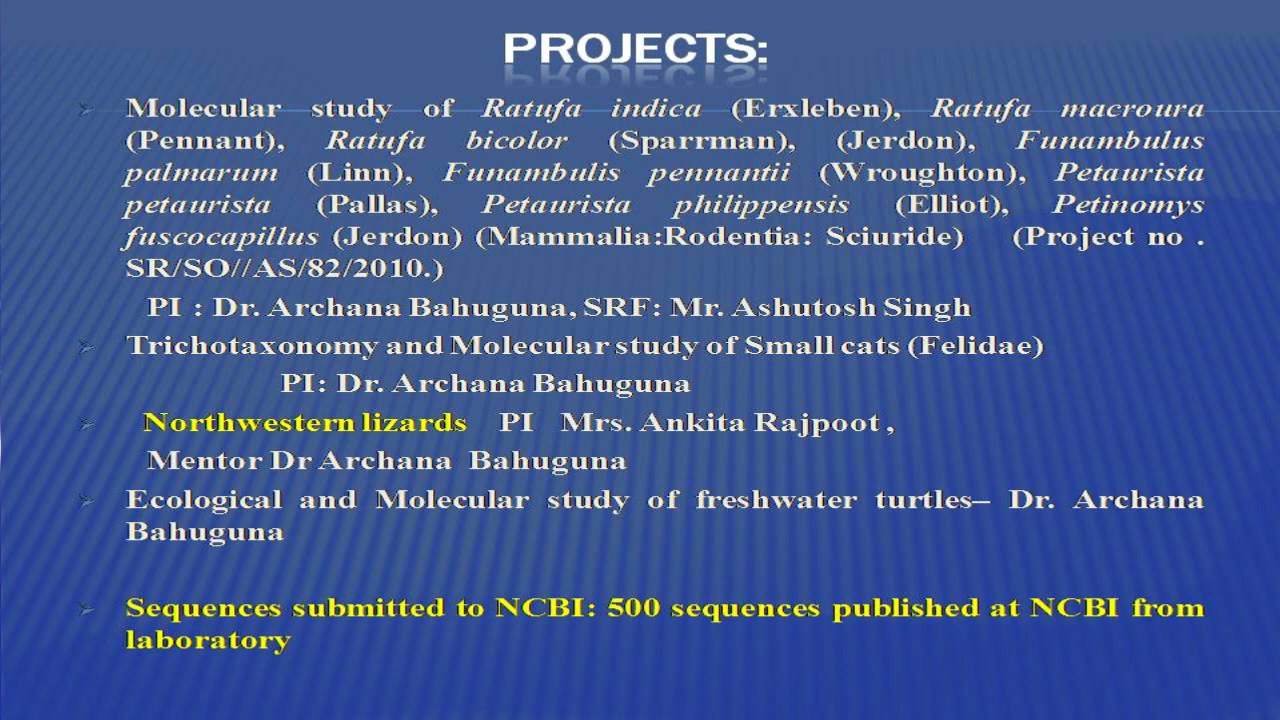 PROJECTS:
Molecular study of Ratufa indica (Erxleben), Ratufa macroura
(Pennant), Ratufa bicolor (Sparrman), (Jerdon), Funambulus
palmarum (Linn), Funambulis pennantii (Wroughton), Petaurista
petaurista (Pallas), Petaurista philippensis (Elliot), Petinomys
fuscocapillus (Jerdon) (Mammalia:Rodentia: Sciuride) (Project no .
SR/SO//AS/82/2010.)
PI : Dr. Archana Bahuguna, SRF: Mr. Ashutosh Singh
Trichotaxonomy and Molecular study of Small cats (Felidae)
PI: Dr. Archana Bahuguna
Northwestern lizards PI Mrs. Ankita Rajpoot ,
Mentor Dr Archana Bahuguna
Ecological and Molecular study of freshwater turtles– Dr. Archana
Bahuguna
Sequences submitted to NCBI: 500 sequences published at NCBI from
laboratory